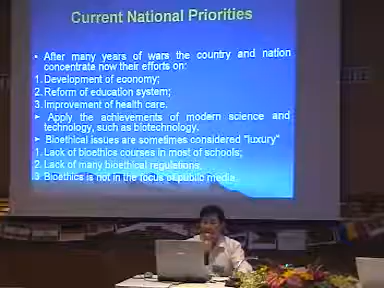 Current National Priorities
• After many years of wars the country and nation
concentrate now their efforts on:
1. Development of economy;
2. Reform of education system;
3. Improvement of health care.
➢ Apply the achievements of modern science and
technology, such as biotechnology.
➢ Bioethical issues are sometimes considered "luxury"
1. Lack of bioethics courses in most of schools;
2. Lack of many bioethical regulations,
3. Bioethics is not in the focus of public media.